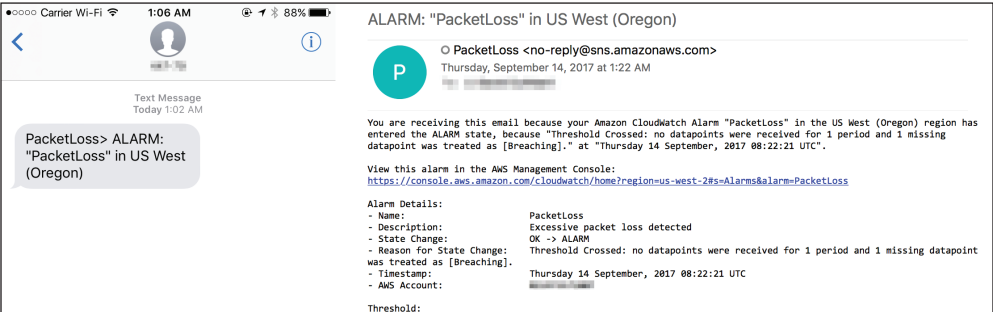 ●○○○○ Carrier Wi-Fi 1:06 AM 88%
Text Message
Today 1:02 AM
PacketLoss> ALARM:
"PacketLoss" in US West
(Oregon)
ALARM: "PacketLoss" in US West (Oregon)
P
PacketLoss <no-reply@sns.amazonaws.com>
Thursday, September 14, 2017 at 1:22 AM
You are receiving this email because your Amazon CloudWatch Alarm "PacketLoss" in the US West (Oregon) region has
entered the ALARM state, because "Threshold Crossed: no datapoints were received for 1 period and 1 missing
datapoint was treated as [Breaching]." at "Thursday 14 September, 2017 08:22:21 UTC".
View this alarm in the AWS Management Console:
https://console.aws.amazon.com/cloudwatch/home?region=us-west-2#s=Alarms&alarm=PacketLoss
Alarm Details:
- Name: PacketLoss
- Description: Excessive packet loss detected
- State Change: OK -> ALARM
- Reason for State Change: Threshold Crossed: no datapoints were received for 1 period and 1 missing datapoint
was treated as [Breaching].
- Timestamp: Thursday 14 September, 2017 08:22:21 UTC
- AWS Account:
Threshold: